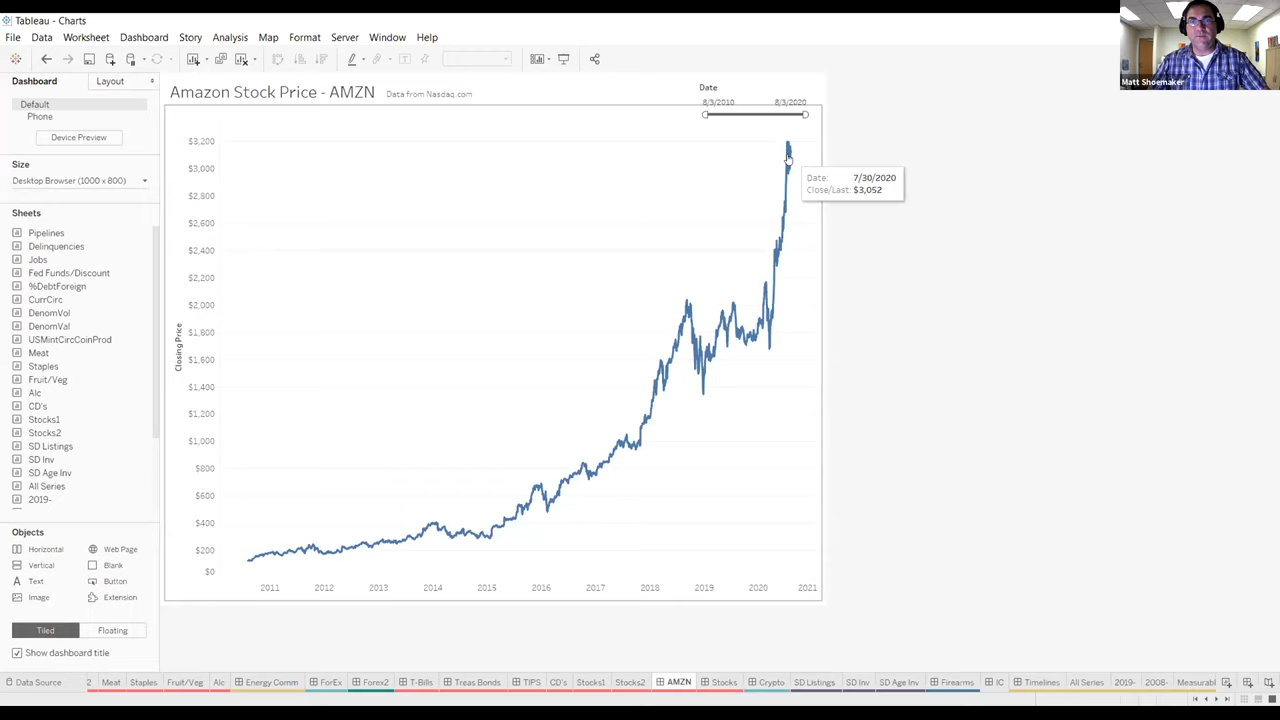 Tableau - Charts
File Data Worksheet Dashboard Story Analysis Map Format Server Window Help
Matt Shoemaker
Dashboard Layout
Default
Phone
Device Preview
Size
Desktop Browser (1000 x 800)
Sheets
Pipelines
Delinquencies
Jobs
Fed Funds/Discount
%DebtForeign
CurrCirc
DenomVol
DenomVal
USMintCircCoinProd
Meat
Staples
Fruit/Veg
Alc
CD's
Stocks1
Stocks2
SD Listings
SD Inv
SD Age Inv
All Series
2019-
Objects
Horizontal Web Page
Vertical Blank
Text Button
Image Extension
Tiled Floating
Show dashboard title
Amazon Stock Price - AMZN Data from Nasdaq.com
Date
8/3/2010 8/3/2020
$3,200
$3,000
$2,800
$2,600
$2,400
$2,200
$2,000
$1,800
$1,600
$1,400
$1,200
$1,000
$800
$600
$400
$200
$0
Closing Price
2011 2012 2013 2014 2015 2016 2017 2018 2019 2020 2021
Date: 7/30/2020
Close/Last: $3,052
Data Source 2 Meat Staples Fruit/Veg Alc Energy Comm ForEx Forex2 T-Bills Treas Bonds TIPS CD's Stocks1 Stocks2 AMZN Stocks Crypto SD Listings SD Inv SD Age Inv Firearms IC Timelines All Series 2019- 2008- Measurabl